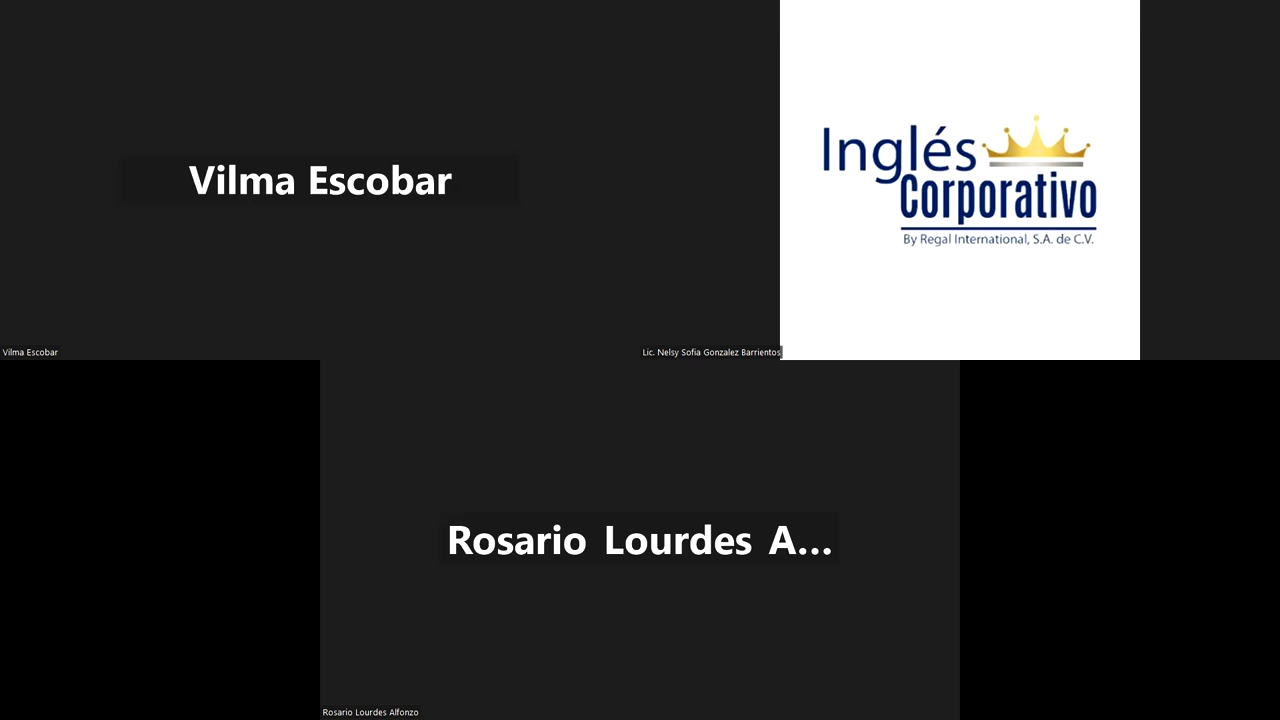 Vilma Escobar
Inglés
Corporativo
By Regal International, S.A. de C.V.
Vilma Escobar
Lic. Nelsy Sofia Gonzalez Barrientos
Rosario Lourdes A...
Rosario Lourdes Alfonzo